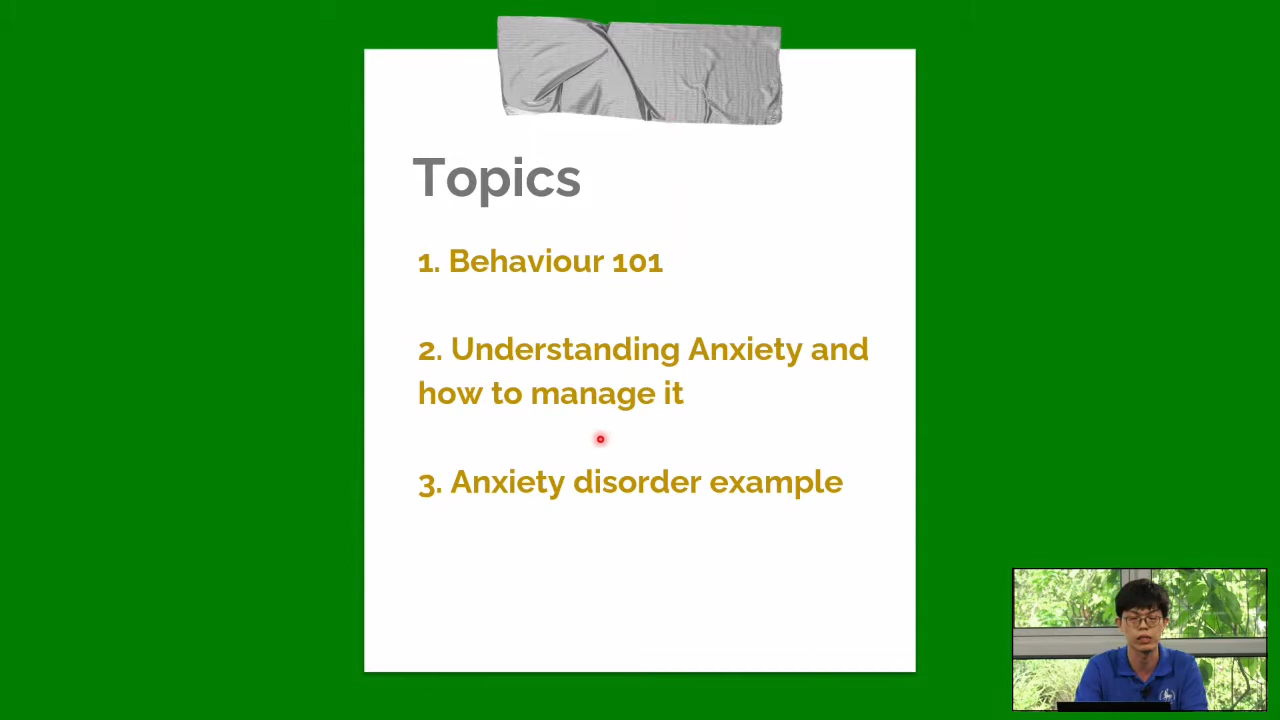 Topics
1. Behaviour 101
2. Understanding Anxiety and
how to manage it
3. Anxiety disorder example